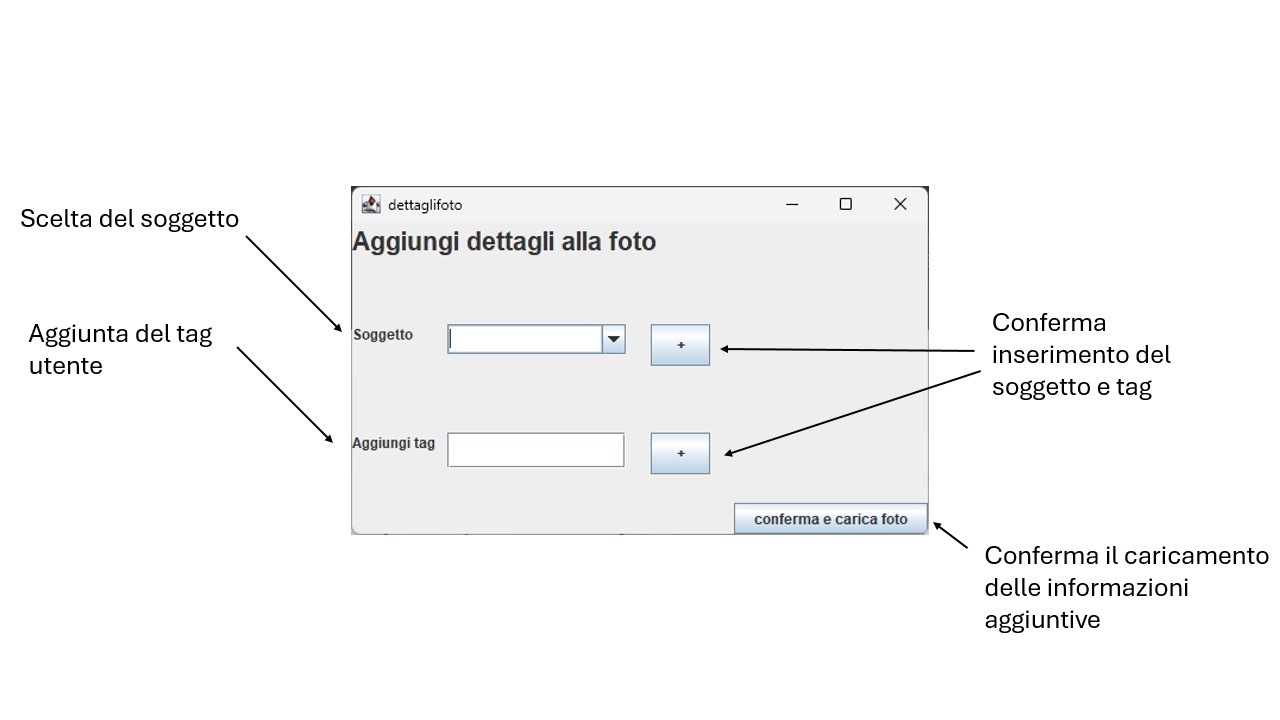 Scelta del soggetto
Aggiunta del tag
utente
dettaglifoto
Aggiungi dettagli alla foto
Soggetto
+
Aggiungi tag
+
conferma e carica foto
Conferma
inserimento del
soggetto e tag
Conferma il caricamento
delle informazioni
aggiuntive